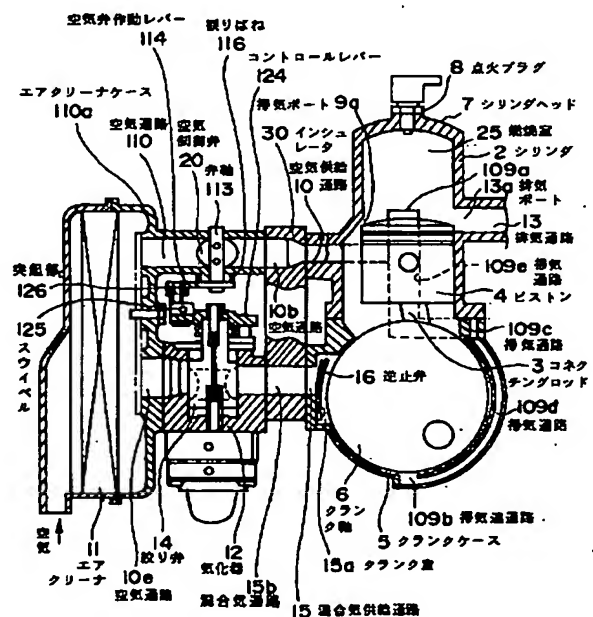 空気弁作動レバー
114
捩りばね
116
コントロールレバー
124
8 点火プラグ
7 シリンダヘッド
エアクリーナケース
110a
空気通路
110
空気
制御弁
20
弁軸
113
掃気ポート 9a
30 インシュ
レータ
空気供給
10 通路
25 燃焼室
2 シリンダ
109a
13a 排気
ポート
13
排気通路
109e 掃気
通路
4 ピストン
109c
掃気通路
3 コネク
チングロッド
109d
掃気通路
突起部
126
125
スウイベル
10b 空気通路
16 逆止弁
6
クランク軸
109b 掃気通路
5 クランクケース
15a クランク室
15 混合気供給通路
15b
混合気通路
12
気化器
14
絞り弁
10e
空気通路
11
エア
クリーナ
空気